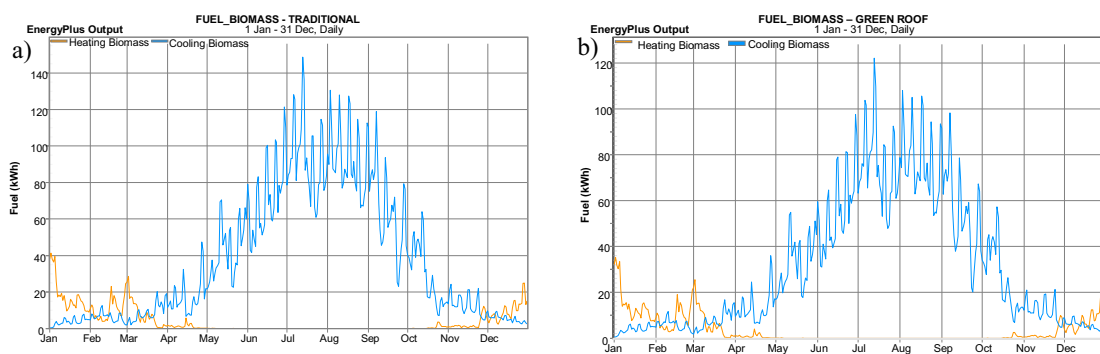 FUEL_BIOMASS - TRADITIONAL
EnergyPlus Output
1 Jan - 31 Dec, Daily
a)
Heating Biomass
Cooling Biomass
140
120
100
80
60
40
20
0
Fuel (kWh)
Jan Feb Mar Apr May Jun Jul Aug Sep Oct Nov Dec
FUEL_BIOMASS – GREEN ROOF
EnergyPlus Output
1 Jan - 31 Dec, Daily
b)
Heating Biomass
Cooling Biomass
120
100
80
60
40
20
0
Fuel (kWh)
Jan Feb Mar Apr May Jun Jul Aug Sep Oct Nov Dec